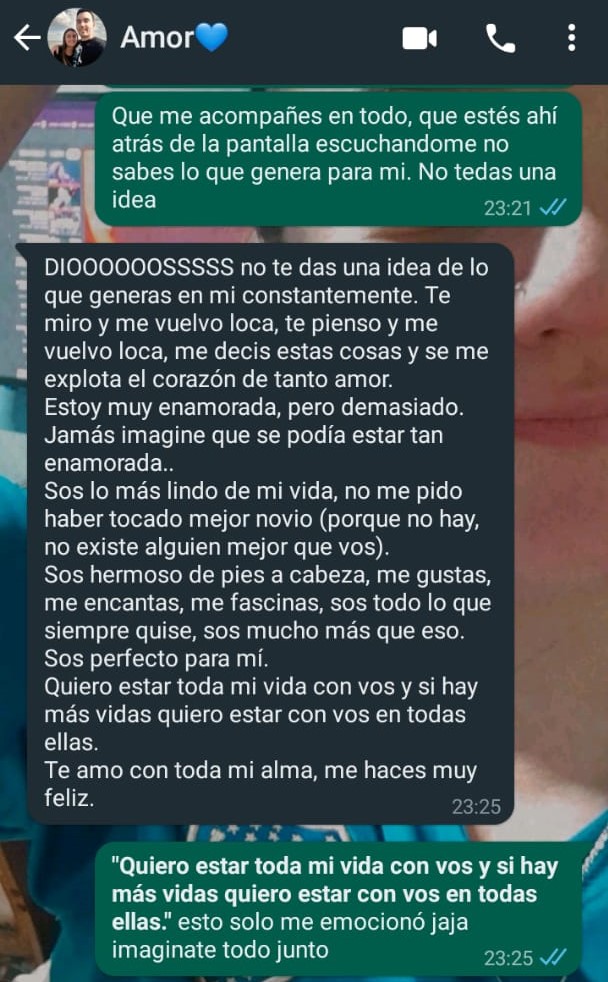 Amor💙
Que me acompañes en todo, que estés ahí
atrás de la pantalla escuchandome no
sabes lo que genera para mi. No tedas una
idea
23:21
DIOOOOOOSSSSS no te das una idea de lo
que generas en mi constantemente. Te
miro y me vuelvo loca, te pienso y me
vuelvo loca, me decis estas cosas y se me
explota el corazón de tanto amor.
Estoy muy enamorada, pero demasiado.
Jamás imagine que se podía estar tan
enamorada..
Sos lo más lindo de mi vida, no me pido
haber tocado mejor novio (porque no hay,
no existe alguien mejor que vos).
Sos hermoso de pies a cabeza, me gustas,
me encantas, me fascinas, sos todo lo que
siempre quise, sos mucho más que eso.
Sos perfecto para mí.
Quiero estar toda mi vida con vos y si hay
más vidas quiero estar con vos en todas
ellas.
Te amo con toda mi alma, me haces muy
feliz.
23:25
"Quiero estar toda mi vida con vos y si hay
más vidas quiero estar con vos en todas
ellas." esto solo me emocionó jaja
imaginate todo junto
23:25